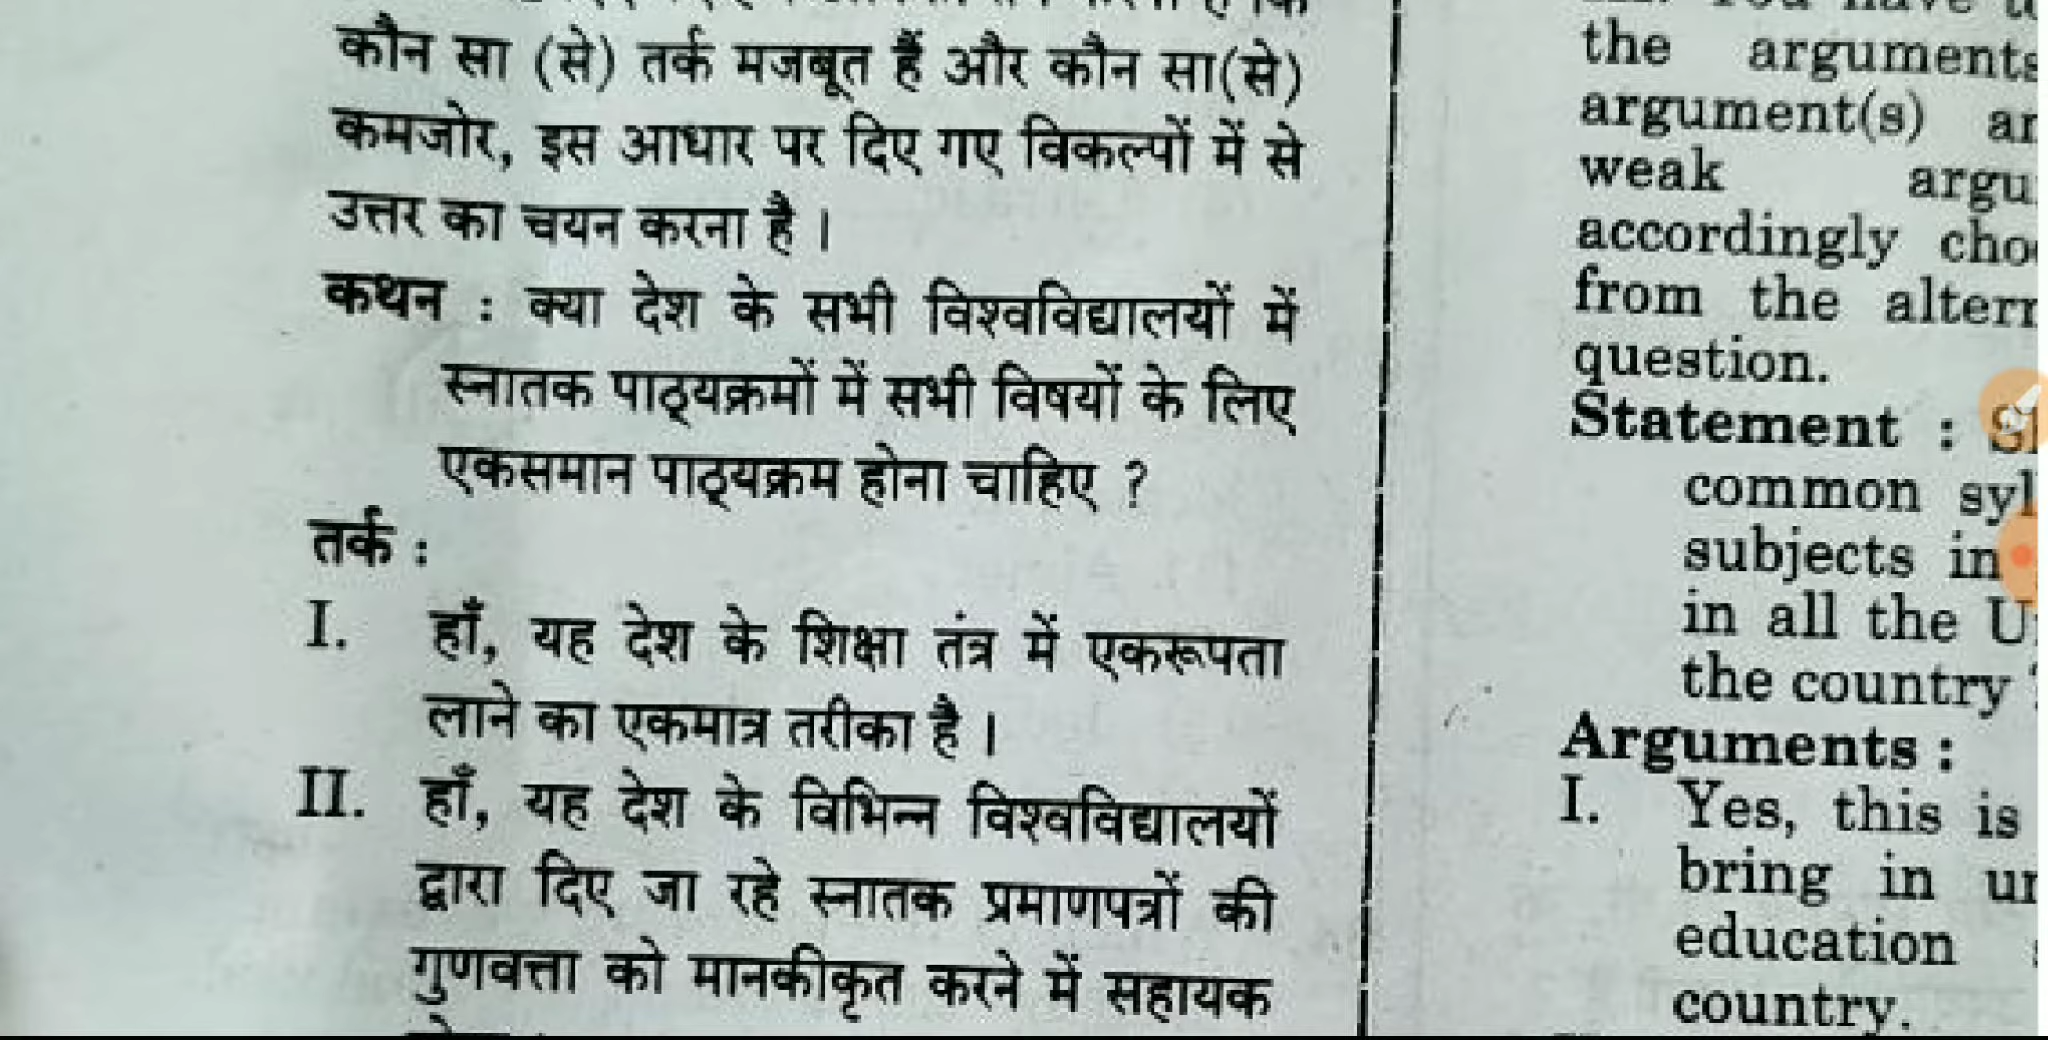 कौन सा (से) तर्क मजबूत हैं और कौन सा(से)
कमजोर, इस आधार पर दिए गए विकल्पों में से
उत्तर का चयन करना है ।
कथन : क्या देश के सभी विश्वविद्यालयों में
स्नातक पाठ्यक्रमों में सभी विषयों के लिए
एकसमान पाठ्यक्रम होना चाहिए ?
तर्क :
I. हाँ, यह देश के शिक्षा तंत्र में एकरूपता
लाने का एकमात्र तरीका है ।
II. हाँ, यह देश के विभिन्न विश्वविद्यालयों
द्वारा दिए जा रहे स्नातक प्रमाणपत्रों की
गुणवत्ता को मानकीकृत करने में सहायक
the arguments
argument(s)
weak
accordingly
from the
question.
Statement :
common
subjects in
in all the
the country
Arguments :
I. Yes, this is
bring in
education
country.